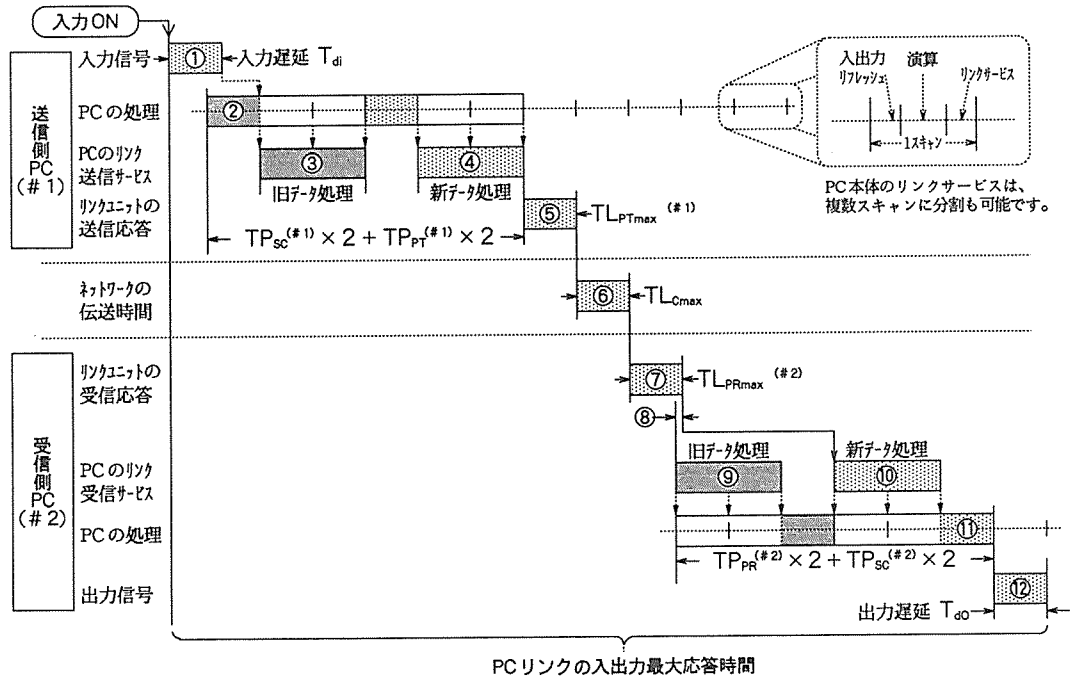 入力ON
送信側PC(#1)
入力信号
①
入力遅延 Tdi
PCの処理
②
PCのリンク
送信サービス
③
④
旧データ処理
新データ処理
リンクユニットの
送信応答
⑤
TLPTmax (#1)
TPSC(#1) × 2 + TPPT(#1) × 2
入出力
リフレッシュ
演算
リンクサービス
1スキャン
PC本体のリンクサービスは、
複数スキャンに分割も可能です。
ネットワークの
伝送時間
⑥
TLCmax
受信側PC(#2)
リンクユニットの
受信応答
⑦
TLPRmax (#2)
⑧
旧データ処理
新データ処理
PCのリンク
受信サービス
⑨
⑩
PCの処理
⑪
TPPR(#2) × 2 + TPSC(#2) × 2
出力信号
⑫
出力遅延 TdO
PCリンクの入出力最大応答時間